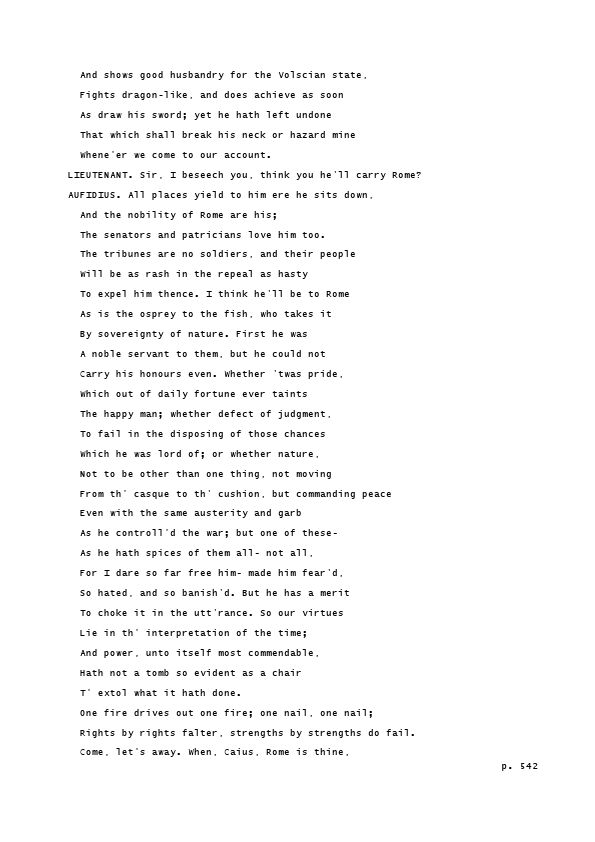 And shows good husbandry for the Volscian state,
Fights dragon-like, and does achieve as soon
As draw his sword; yet he hath left undone
That which shall break his neck or hazard mine
Whene'er we come to our account.
LIEUTENANT. Sir, I beseech you, think you he'll carry Rome?
AUFIDIUS. All places yield to him ere he sits down,
And the nobility of Rome are his;
The senators and patricians love him too.
The tribunes are no soldiers, and their people
Will be as rash in the repeal as hasty
To expel him thence. I think he'll be to Rome
As is the osprey to the fish, who takes it
By sovereignty of nature. First he was
A noble servant to them, but he could not
Carry his honours even. Whether 'twas pride,
Which out of daily fortune ever taints
The happy man; whether defect of judgment,
To fail in the disposing of those chances
Which he was lord of; or whether nature,
Not to be other than one thing, not moving
From th' casque to th' cushion, but commanding peace
Even with the same austerity and garb
As he controll'd the war; but one of these-
As he hath spices of them all- not all,
For I dare so far free him- made him fear'd,
So hated, and so banish'd. But he has a merit
To choke it in the utt'rance. So our virtues
Lie in th' interpretation of the time;
And power, unto itself most commendable,
Hath not a tomb so evident as a chair
T' extol what it hath done.
One fire drives out one fire; one nail, one nail;
Rights by rights falter, strengths by strengths do fail.
Come, let's away. When, Caius, Rome is thine,
p. 542